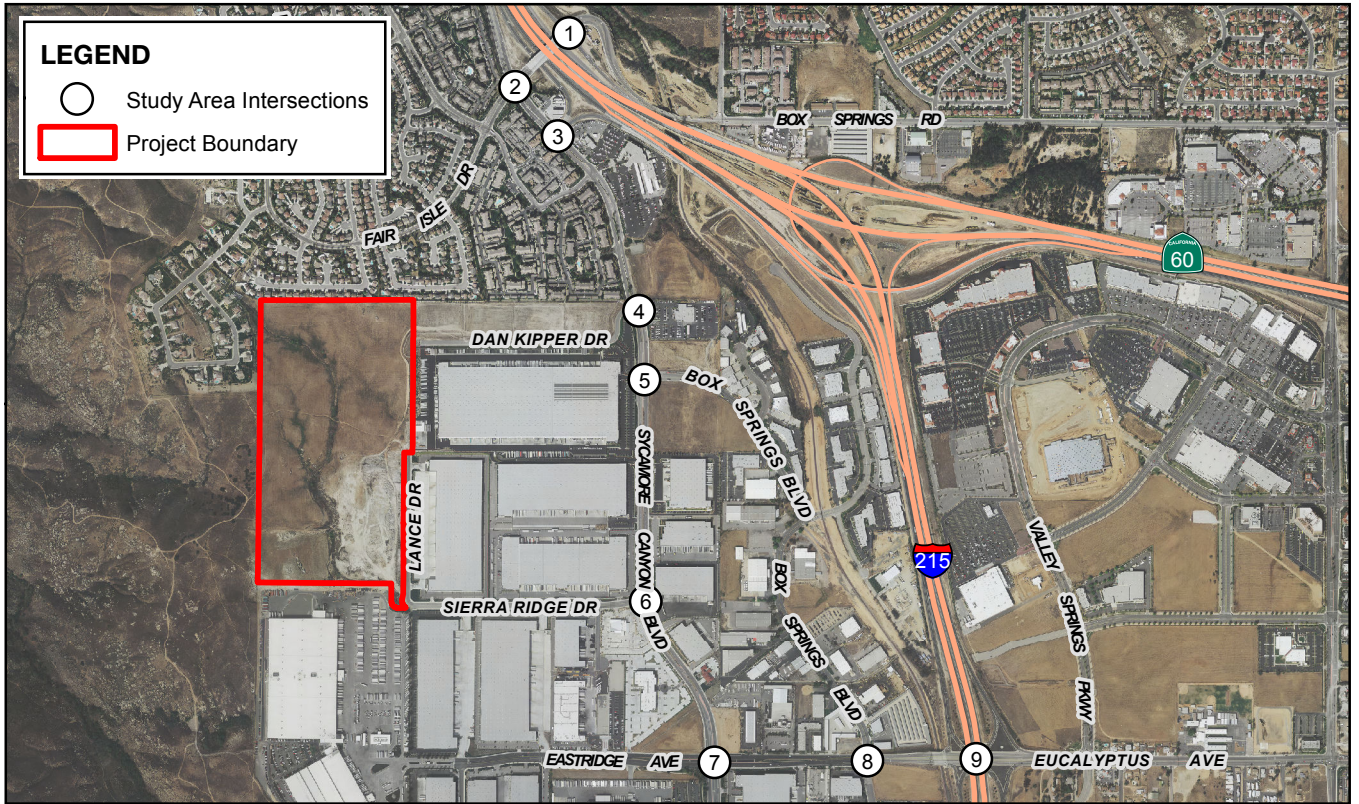 LEGEND
Study Area Intersections
Project Boundary
1
2
3
BOX SPRINGS RD
FAIR ISLE DR
CALIFORNIA
60
4
DAN KIPPER DR
5
BOX SPRINGS BLVD
SYCAMORE CANYON BLVD
LANCE DR
215
VALLEY SPRINGS PKWY
BOX SPRINGS BLVD
6
SIERRA RIDGE DR
EASTRIDGE AVE
7
8
9
EUCALYPTUS AVE